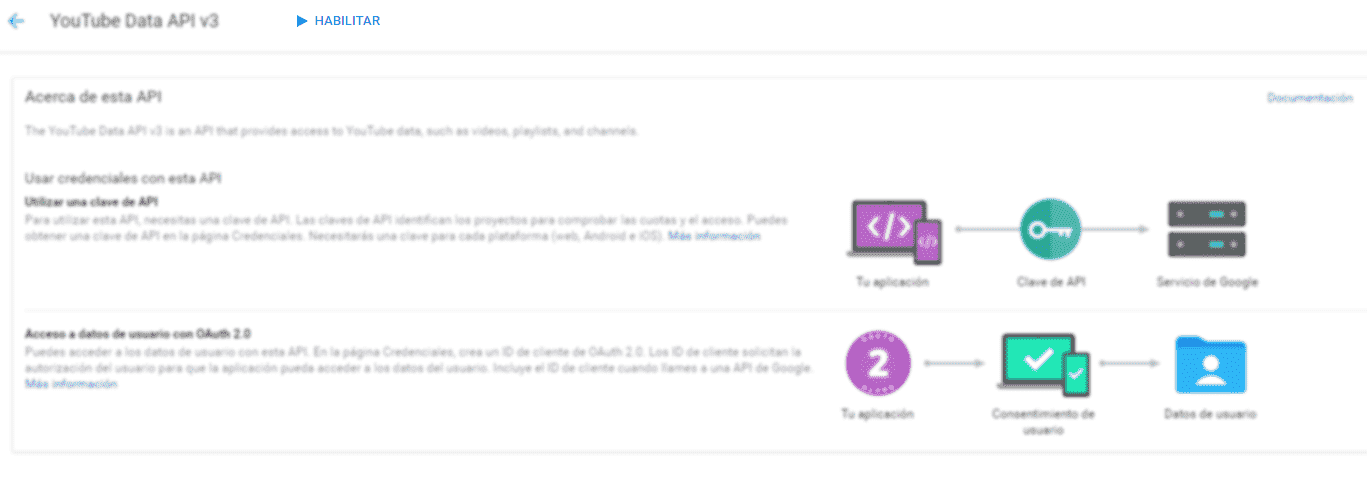 YouTube Data API v3
HABILITAR
Acerca de esta API
Documentación
The YouTube Data API v3 is an API that provides access to YouTube data, such as videos, playlists, and channels.
Usar credenciales con esta API
Utilizar una clave de API
Para utilizar esta API, necesitas una clave de API. Las claves de API identifican los proyectos para comprobar las cuotas y el acceso. Puedes
obtener una clave de API en la página Credenciales. Necesitarás una clave para cada plataforma (web, Android e iOS). Más información
Tu aplicación
Clave de API
Servicio de Google
Acceso a datos de usuario con OAuth 2.0
Puedes acceder a los datos de usuario con esta API. En la página Credenciales, crea un ID de cliente de OAuth 2.0. Los ID de cliente solicitan la
autorización del usuario para que la aplicación pueda acceder a los datos del usuario. Incluye el ID de cliente cuando llames a una API de Google.
Más información
2
Tu aplicación
Consentimiento de
usuario
Datos de usuario